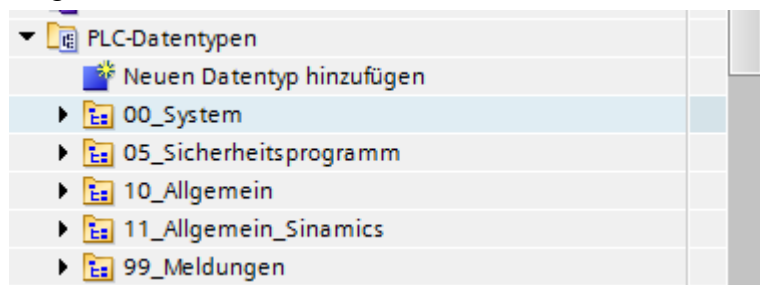 PLC-Datentypen
Neuen Datentyp hinzufügen
00_System
05_Sicherheitsprogramm
10_Allgemein
11_Allgemein_Sinamics
99_Meldungen